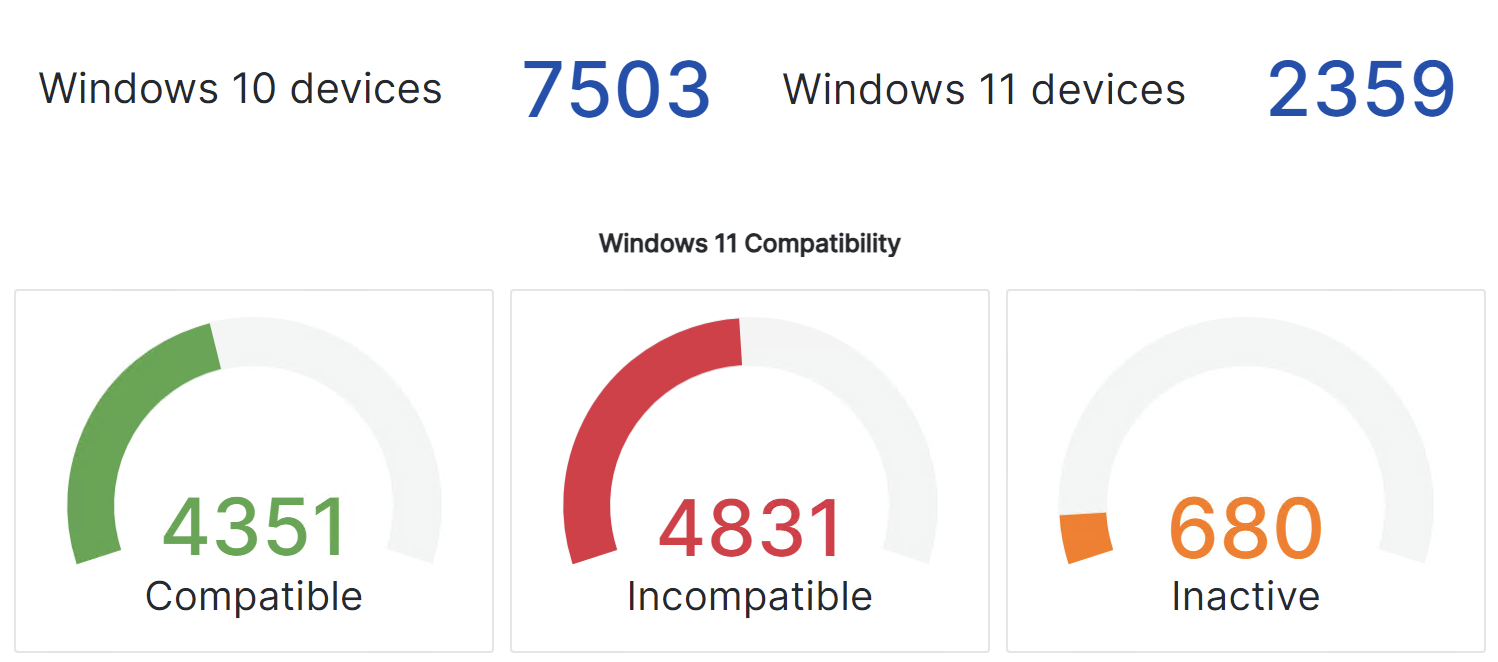 Windows 10 devices 7503 Windows 11 devices 2359
Windows 11 Compatibility
4351 4831 680
Compatible Incompatible Inactive